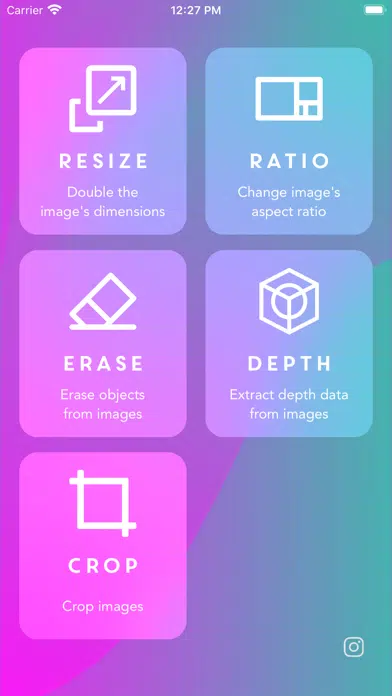 Carrier 12:27 PM
RESIZE
Double the
image's dimensions
RATIO
Change image's
aspect ratio
ERASE
Erase objects
from images
DEPTH
Extract depth data
from images
CROP
Crop images